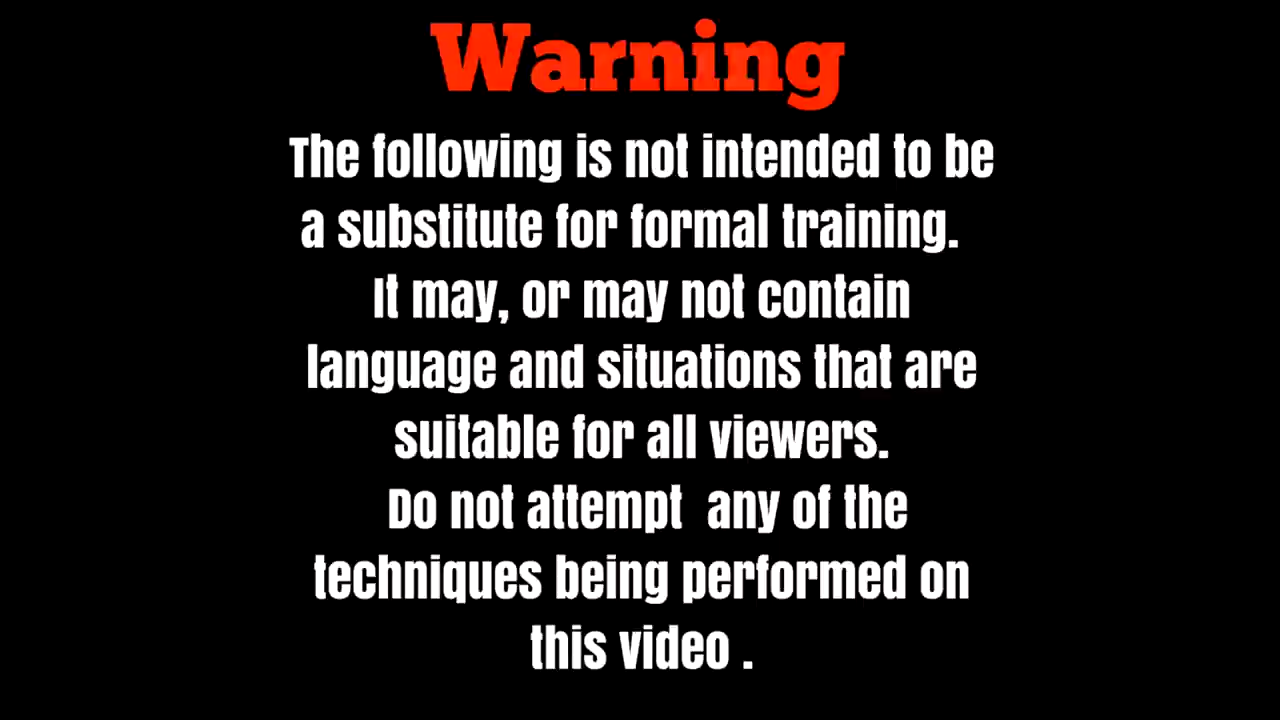 Warning
The following is not intended to be
a substitute for formal training.
It may, or may not contain
language and situations that are
suitable for all viewers.
Do not attempt  any of the
techniques being performed on
this video .